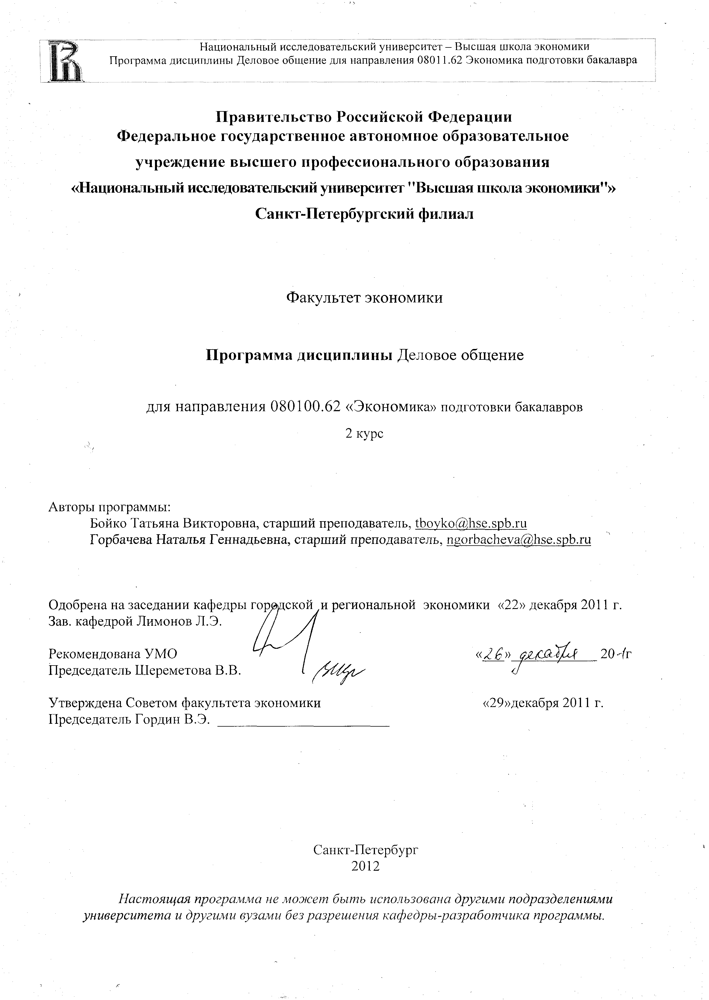 Национальный исследовательский университет – Высшая школа экономики
Программа дисциплины Деловое общение для направления 08011.62 Экономика подготовки бакалавра
Правительство Российской Федерации
Федеральное государственное автономное образовательное
учреждение высшего профессионального образования
«Национальный исследовательский университет "Высшая школа экономики"»
Санкт-Петербургский филиал
Факультет экономики
Программа дисциплины Деловое общение
для направления 080100.62 «Экономика» подготовки бакалавров
2 курс
Авторы программы:
Бойко Татьяна Викторовна, старший преподаватель, tboyko@hse.spb.ru
Горбачева Наталья Геннадьевна, старший преподаватель, ngorbacheva@hse.spb.ru
Одобрена на заседании кафедры городской и региональной экономики «22» декабря 2011 г.
Зав. кафедрой Лимонов Л.Э.
Рекомендована УМО «26» декабря
Председатель Шереметова В.В.
Утверждена Советом факультета экономики «29»декабря 2011 г.
Председатель Гордин В.Э.
Санкт-Петербург
2012
Настоящая программа не может быть использована другими подразделениями
университета и другими вузами без разрешения кафедры-разработчика программы.